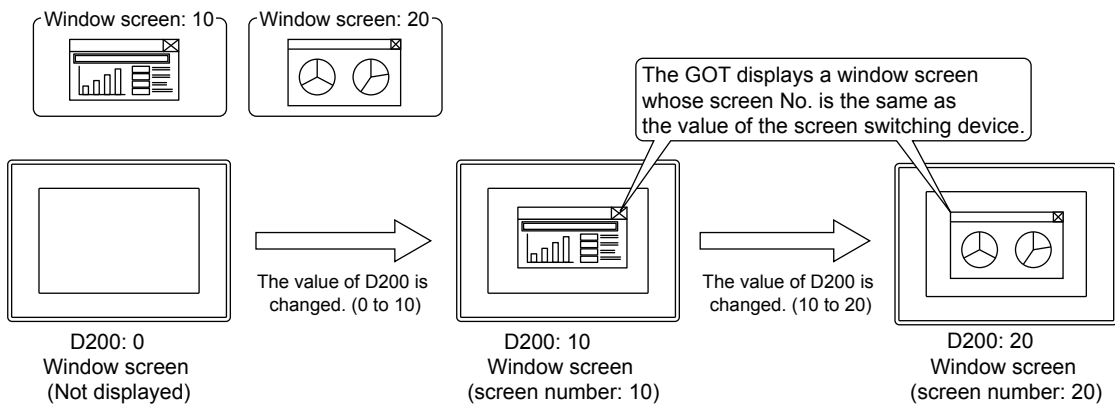 Window screen: 10
Window screen: 20
The GOT displays a window screen
whose screen No. is the same as
the value of the screen switching device.
The value of D200 is
changed. (0 to 10)
The value of D200 is
changed. (10 to 20)
D200: 0
Window screen
(Not displayed)
D200: 10
Window screen
(screen number: 10)
D200: 20
Window screen
(screen number: 20)